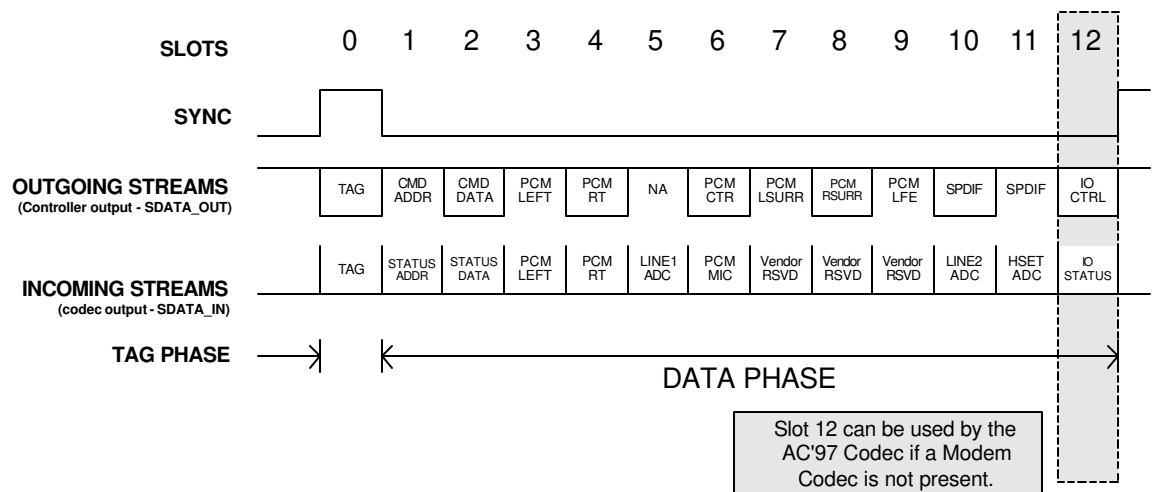 SLOTS 0 1 2 3 4 5 6 7 8 9 10 11 12
SYNC
OUTGOING STREAMS
(Controller output - SDATA_OUT)
TAG
CMD
ADDR
CMD
DATA
PCM
LEFT
PCM
RT
NA
PCM
CTR
PCM
LSURR
PCM
RSURR
PCM
LFE
SPDIF
SPDIF
IO
CTRL
INCOMING STREAMS
(codec output - SDATA_IN)
TAG
STATUS
ADDR
STATUS
DATA
PCM
LEFT
PCM
RT
LINE1
ADC
PCM
MIC
Vendor
RSVD
Vendor
RSVD
Vendor
RSVD
LINE2
ADC
HSET
ADC
IO
STATUS
TAG PHASE
DATA PHASE
Slot 12 can be used by the
AC'97 Codec if a Modem
Codec is not present.